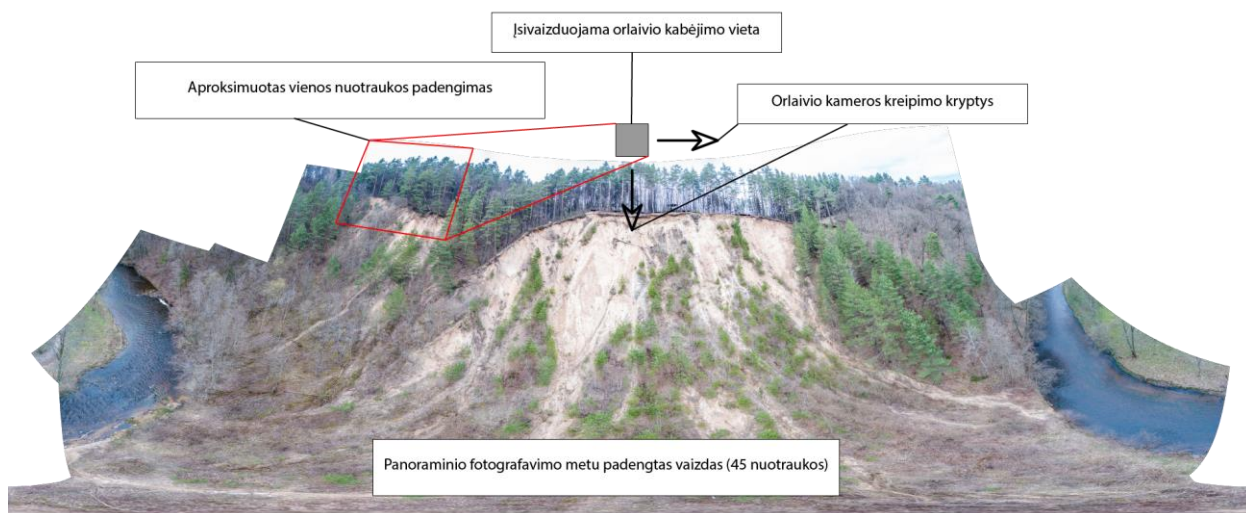 Įsivaizduojama orlaivio kabėjimo vieta
Aproksimuotas vienos nuotraukos padengimas
Orlaivio kameros kreipimo kryptys
Panoraminio fotografavimo metu padengtas vaizdas (45 nuotraukos)